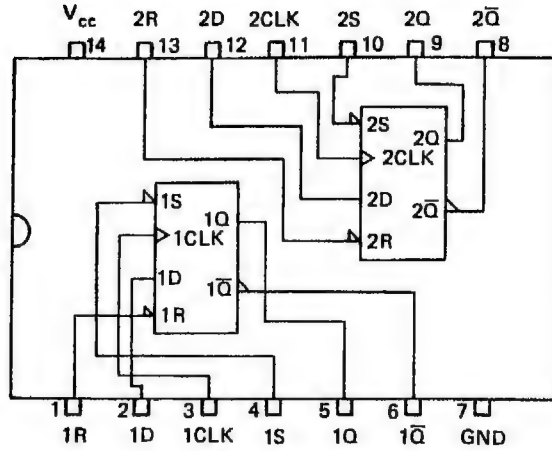 Vcc 2R 2D 2CLK 2S 2Q 2Q̅
14 13 12 11 10 9 8
2S 2Q
2CLK
2D 2Q̅
2R
1S 1Q
1CLK
1D 1Q̅
1R
1 2 3 4 5 6 7
1R 1D 1CLK 1S 1Q 1Q̅ GND